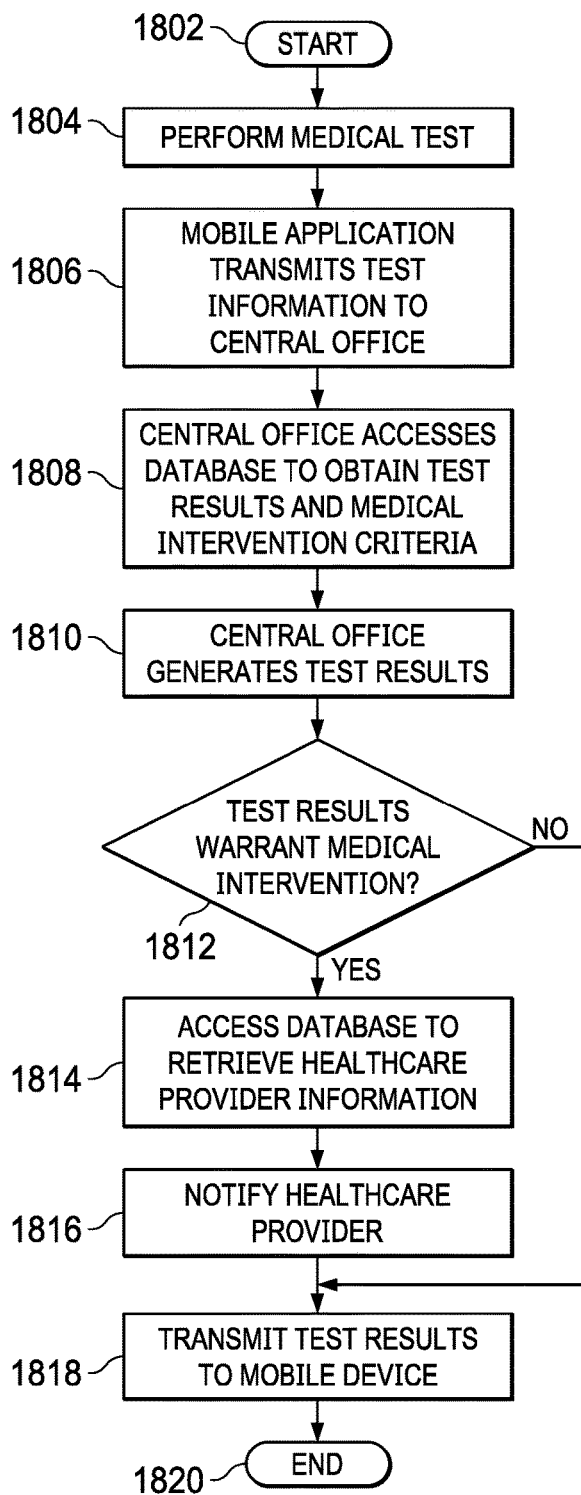 1802
START
1804
PERFORM MEDICAL TEST
1806
MOBILE APPLICATION
TRANSMITS TEST
INFORMATION TO
CENTRAL OFFICE
1808
CENTRAL OFFICE ACCESSES
DATABASE TO OBTAIN TEST
RESULTS AND MEDICAL
INTERVENTION CRITERIA
1810
CENTRAL OFFICE
GENERATES TEST RESULTS
TEST RESULTS
WARRANT MEDICAL
INTERVENTION?
NO
1812
YES
1814
ACCESS DATABASE TO
RETRIEVE HEALTHCARE
PROVIDER INFORMATION
1816
NOTIFY HEALTHCARE
PROVIDER
1818
TRANSMIT TEST RESULTS
TO MOBILE DEVICE
1820
END